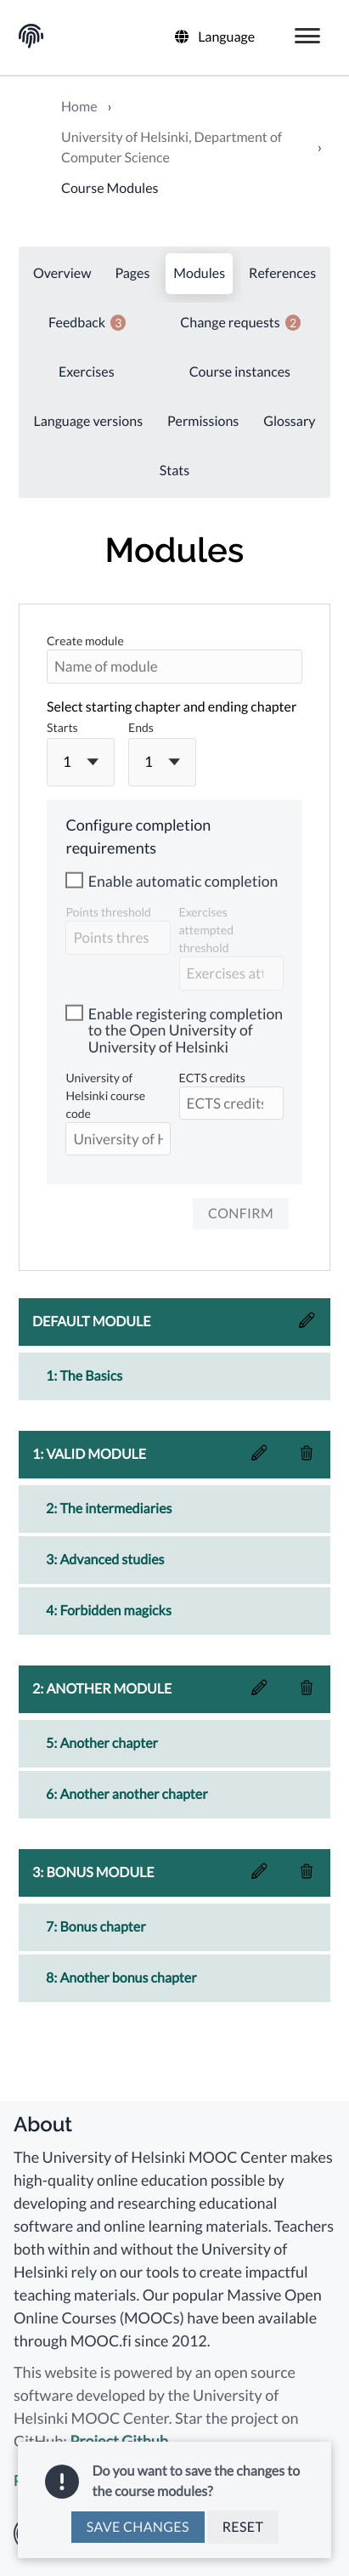 Language
Home ›
University of Helsinki, Department of
Computer Science ›
Course Modules
Overview Pages Modules References
Feedback 3 Change requests 2
Exercises Course instances
Language versions Permissions Glossary
Stats
Modules
Create module
Name of module
Select starting chapter and ending chapter
Starts Ends
1 1
Configure completion
requirements
Enable automatic completion
Points threshold
Points thres
Exercises
attempted
threshold
Exercises att
Enable registering completion
to the Open University of
University of Helsinki
University of
Helsinki course
code
University of H
ECTS credits
ECTS credits
CONFIRM
DEFAULT MODULE
1: The Basics
1: VALID MODULE
2: The intermediaries
3: Advanced studies
4: Forbidden magicks
2: ANOTHER MODULE
5: Another chapter
6: Another another chapter
3: BONUS MODULE
7: Bonus chapter
8: Another bonus chapter
About
The University of Helsinki MOOC Center makes
high-quality online education possible by
developing and researching educational
software and online learning materials. Teachers
both within and without the University of
Helsinki rely on our tools to create impactful
teaching materials. Our popular Massive Open
Online Courses (MOOCs) have been available
through MOOC.fi since 2012.
This website is powered by an open source
software developed by the University of
Helsinki MOOC Center. Star the project on
GitHub: Project Github
Do you want to save the changes to
the course modules?
SAVE CHANGES RESET